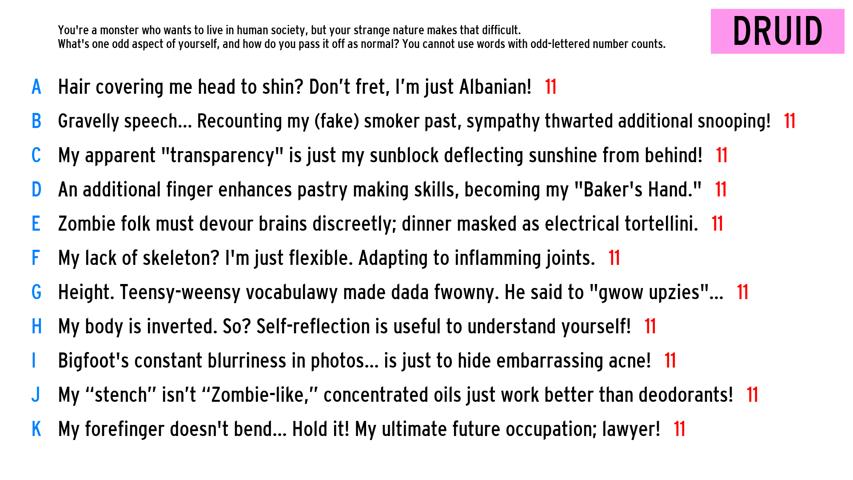 You're a monster who wants to live in human society, but your strange nature makes that difficult.
What's one odd aspect of yourself, and how do you pass it off as normal? You cannot use words with odd-lettered number counts.
DRUID
A Hair covering me head to shin? Don’t fret, I’m just Albanian! 11
B Gravelly speech... Recounting my (fake) smoker past, sympathy thwarted additional snooping! 11
C My apparent "transparency" is just my sunblock deflecting sunshine from behind! 11
D An additional finger enhances pastry making skills, becoming my "Baker's Hand." 11
E Zombie folk must devour brains discreetly; dinner masked as electrical tortellini. 11
F My lack of skeleton? I'm just flexible. Adapting to inflamming joints. 11
G Height. Teensy-weensy vocabulawy made dada fwowny. He said to "gwow upzies"... 11
H My body is inverted. So? Self-reflection is useful to understand yourself! 11
I Bigfoot's constant blurriness in photos... is just to hide embarrassing acne! 11
J My “stench” isn’t “Zombie-like,” concentrated oils just work better than deodorants! 11
K My forefinger doesn't bend... Hold it! My ultimate future occupation; lawyer! 11